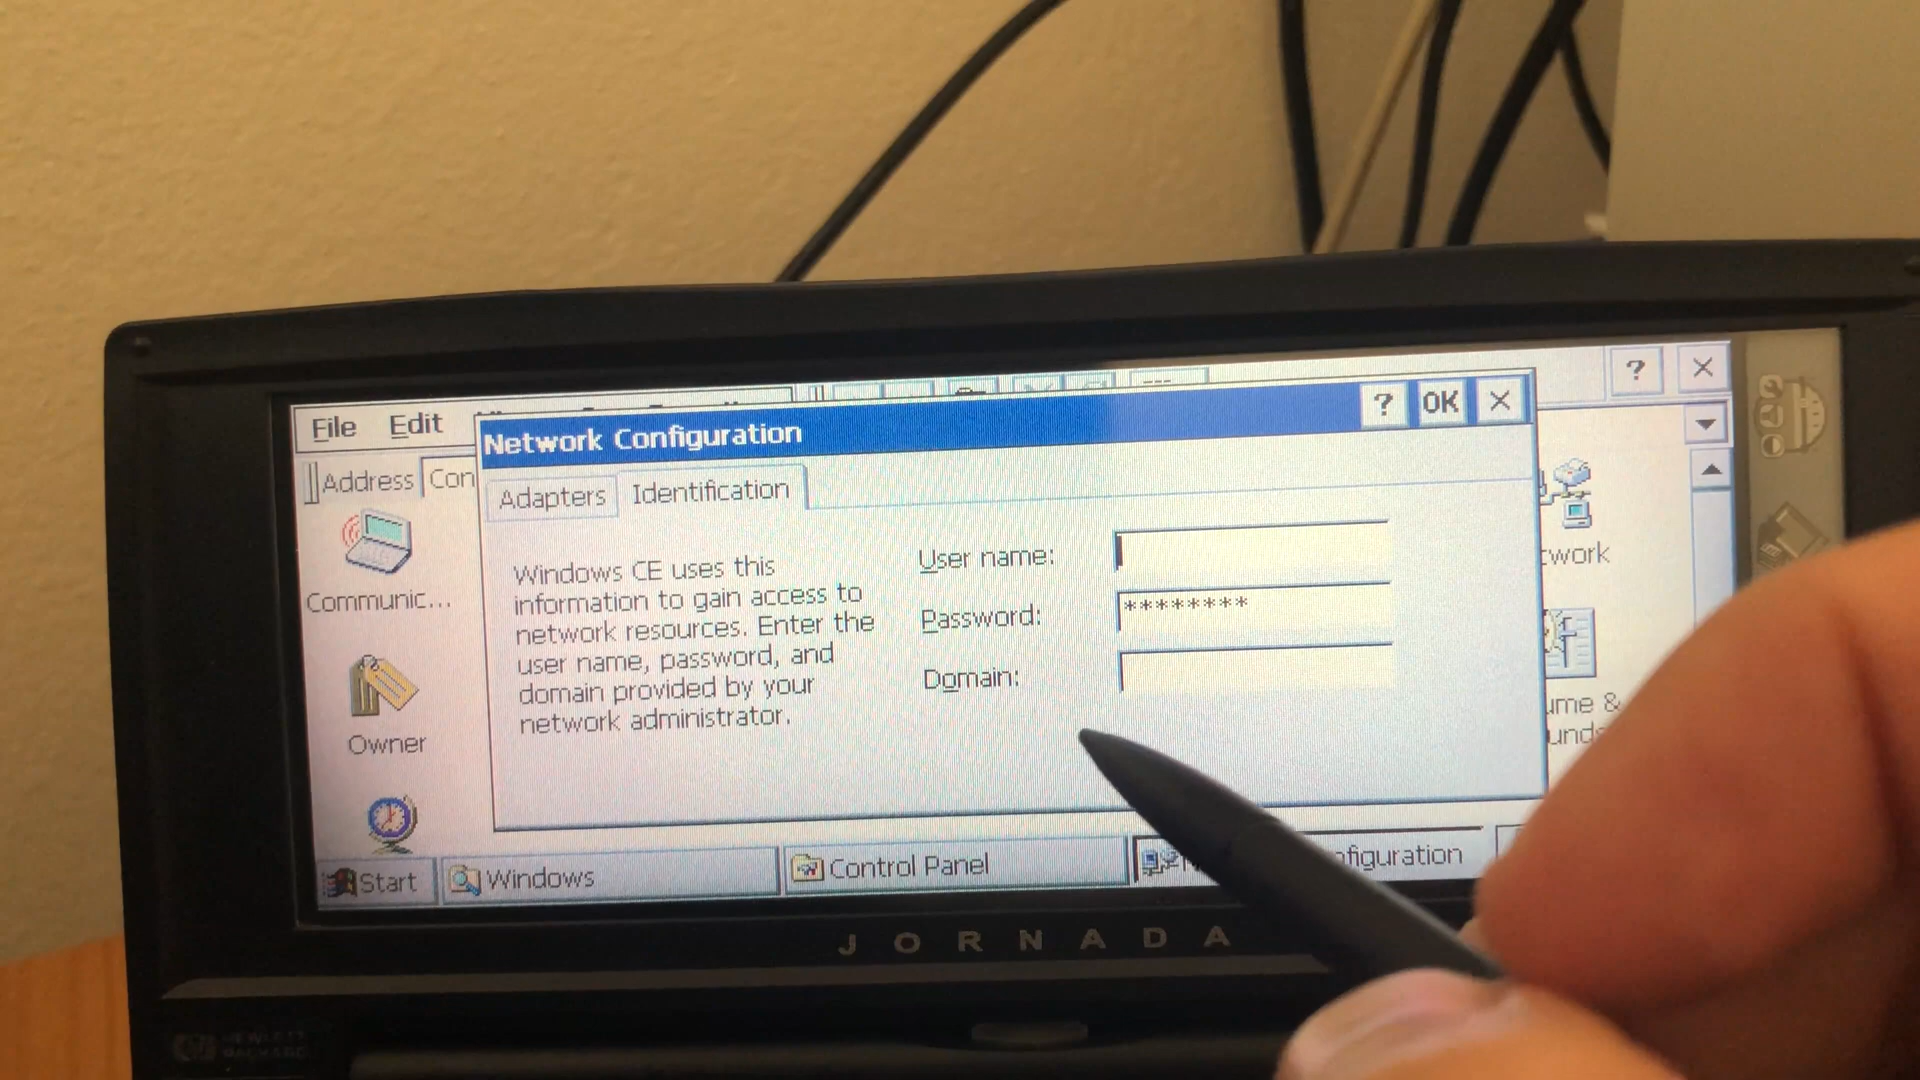 File Edit
? ×
Network Configuration ? OK ×
Address Con
Adapters Identification
Windows CE uses this
information to gain access to
network resources. Enter the
user name, password, and
domain provided by your
network administrator.
User name:
Password: ********
Domain:
Communic...
Owner
twork
ume &
unds
Start Windows Control Panel nfiguration
JORNADA
HEWLETT
PACKARD